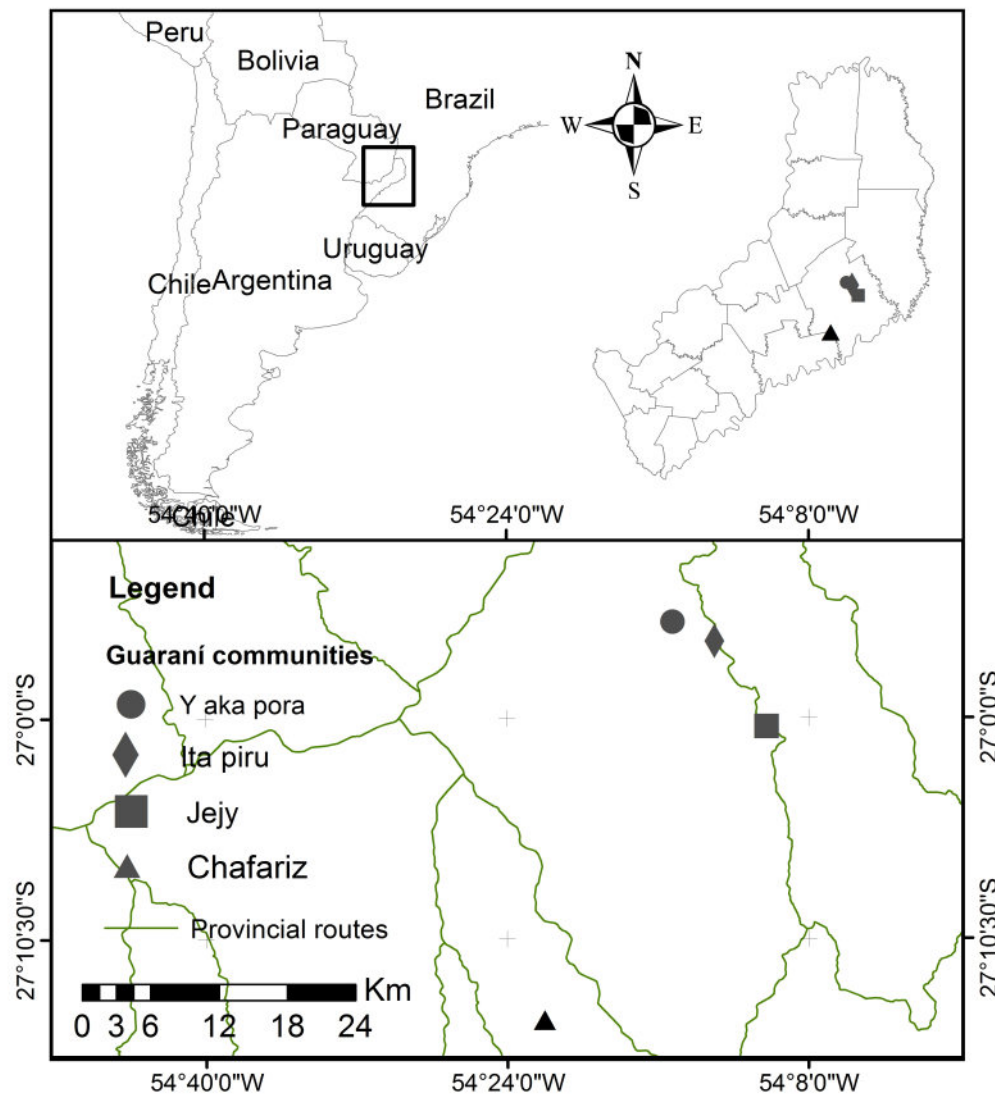 Peru
Bolivia
Brazil
Paraguay
Uruguay
Chile
Argentina
Chile
N
W
E
S
54°40'0"W
54°24'0"W
54°8'0"W
Legend
Guaraní communities
Y aka pora
Ita piru
Jejy
Chafariz
Provincial routes
Km
0 3 6 12 18 24
27°0'0"S
27°10'30"S
27°0'0"S
27°10'30"S
54°40'0"W
54°24'0"W
54°8'0"W